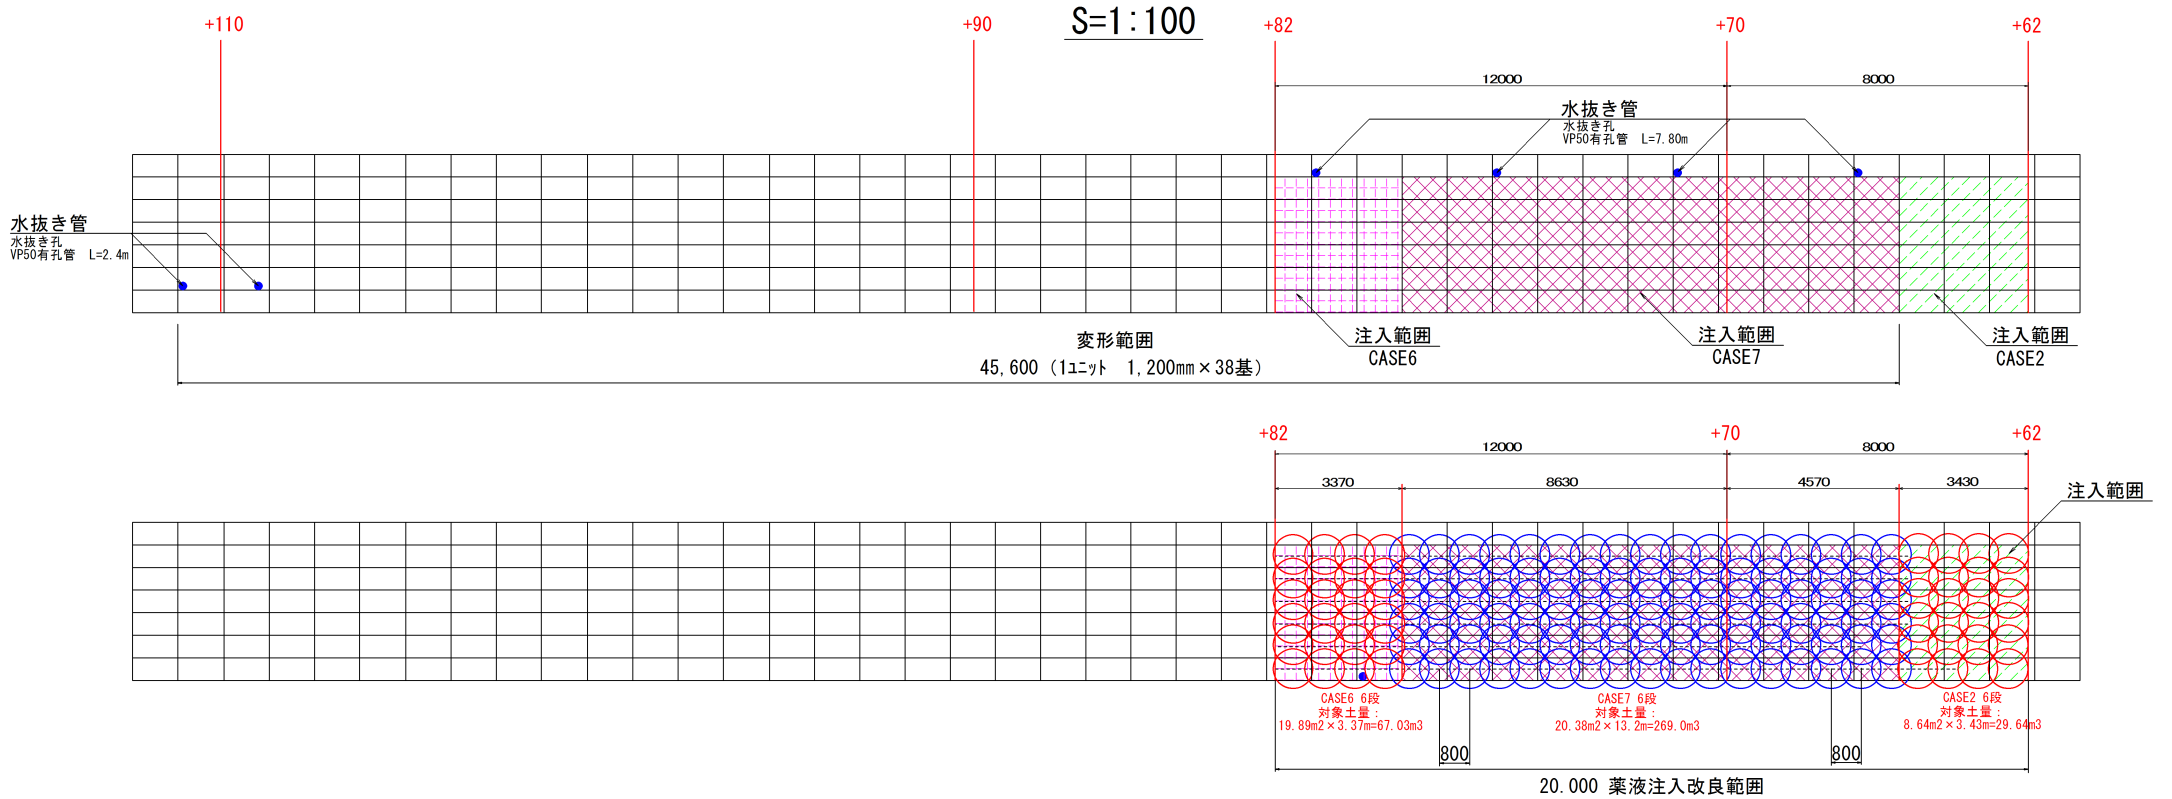 S=1:100
+110
+90
+82
+70
+62
12000
8000
水抜き管
水抜き孔
VP50有孔管 L=7.80m
水抜き管
水抜き孔
VP50有孔管 L=2.4m
注入範囲
CASE6
注入範囲
CASE7
注入範囲
CASE2
変形範囲
45,600 (1ユニット 1,200mm×38基)
+82
+70
+62
12000
8000
3370
8630
4570
3430
注入範囲
CASE6 6段
対象土量:
19.89m2×3.37m=67.03m3
CASE7 6段
対象土量:
20.38m2×13.2m=269.0m3
CASE2 6段
対象土量:
8.64m2×3.43m=29.64m3
800
800
20.000 薬液注入改良範囲